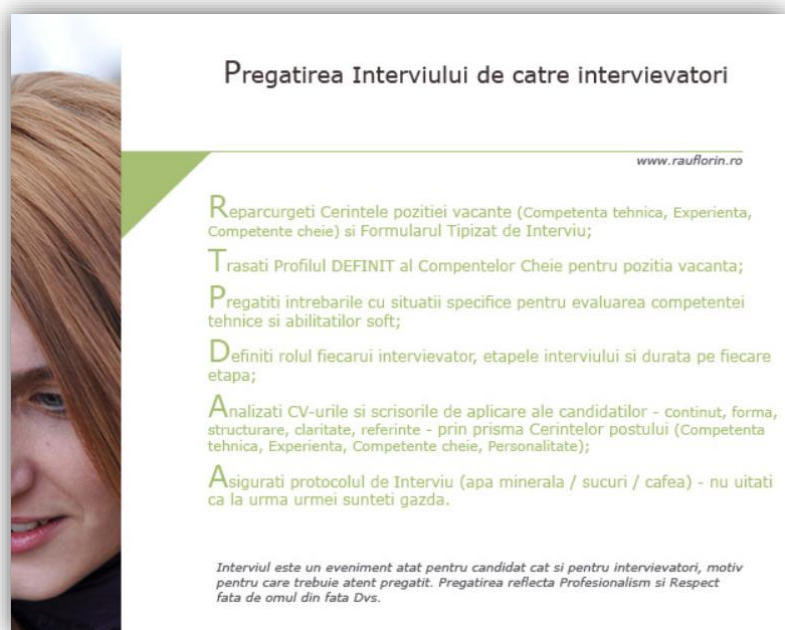 Pregatirea Interviului de catre intervievatori
www.rauflorin.ro
Reparcurgeti Cerintele pozitiei vacante (Competenta tehnica, Experienta,
Competente cheie) si Formularul Tipizat de Interviu;
Trasati Profilul DEFINIT al Compentelor Cheie pentru pozitia vacanta;
Pregatiti intrebarile cu situatii specifice pentru evaluarea competentei
tehnice si abilitatilor soft;
Definiti rolul fiecarui intervievator, etapele interviului si durata pe fiecare
etapa;
Analizati CV-urile si scrisorile de aplicare ale candidatilor - continut, forma,
structurare, claritate, referinte - prin prisma Cerintelor postului (Competenta
tehnica, Experienta, Competente cheie, Personalitate);
Asigurati protocolul de Interviu (apa minerala / sucuri / cafea) - nu uitati
ca la urma urmei sunteti gazda.
Interviul este un eveniment atat pentru candidat cat si pentru intervievatori, motiv
pentru care trebuie atent pregatit. Pregatirea reflecta Profesionalism si Respect
fata de omul din fata Dvs.